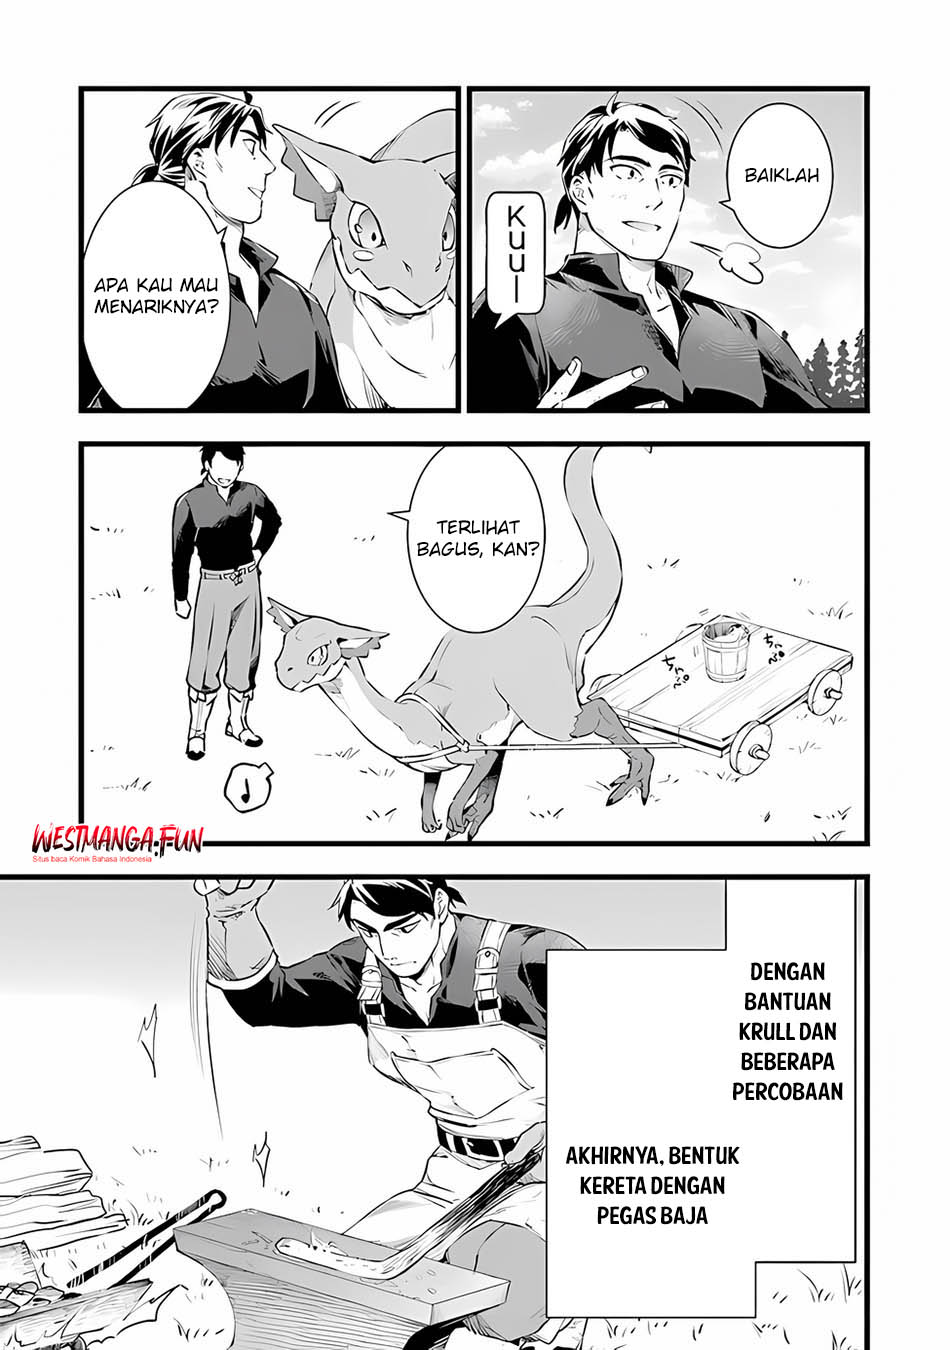 BAIKLAH
Kuu—
APA KAU MAU
MENARIKNYA?
TERLIHAT
BAGUS, KAN?
WESTMANGA.FUN
Situs baca Komik Bahasa Indonesia
DENGAN
BANTUAN
KRULL DAN
BEBERAPA
PERCOBAAN
AKHIRNYA, BENTUK
KERETA DENGAN
PEGAS BAJA